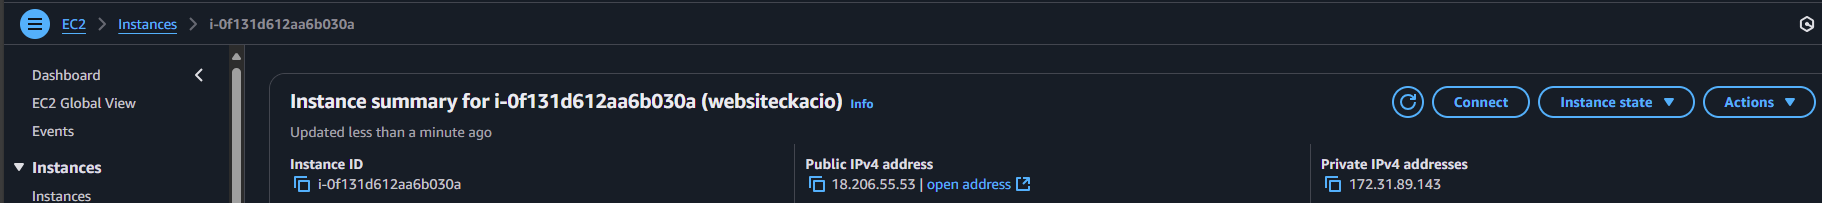 EC2 > Instances > i-0f131d612aa6b030a
Dashboard
EC2 Global View
Events
Instances
Instances
Instance summary for i-0f131d612aa6b030a (websiteckacio) Info
Connect
Instance state
Actions
Updated less than a minute ago
Instance ID
i-0f131d612aa6b030a
Public IPv4 address
18.206.55.53 | open address
Private IPv4 addresses
172.31.89.143